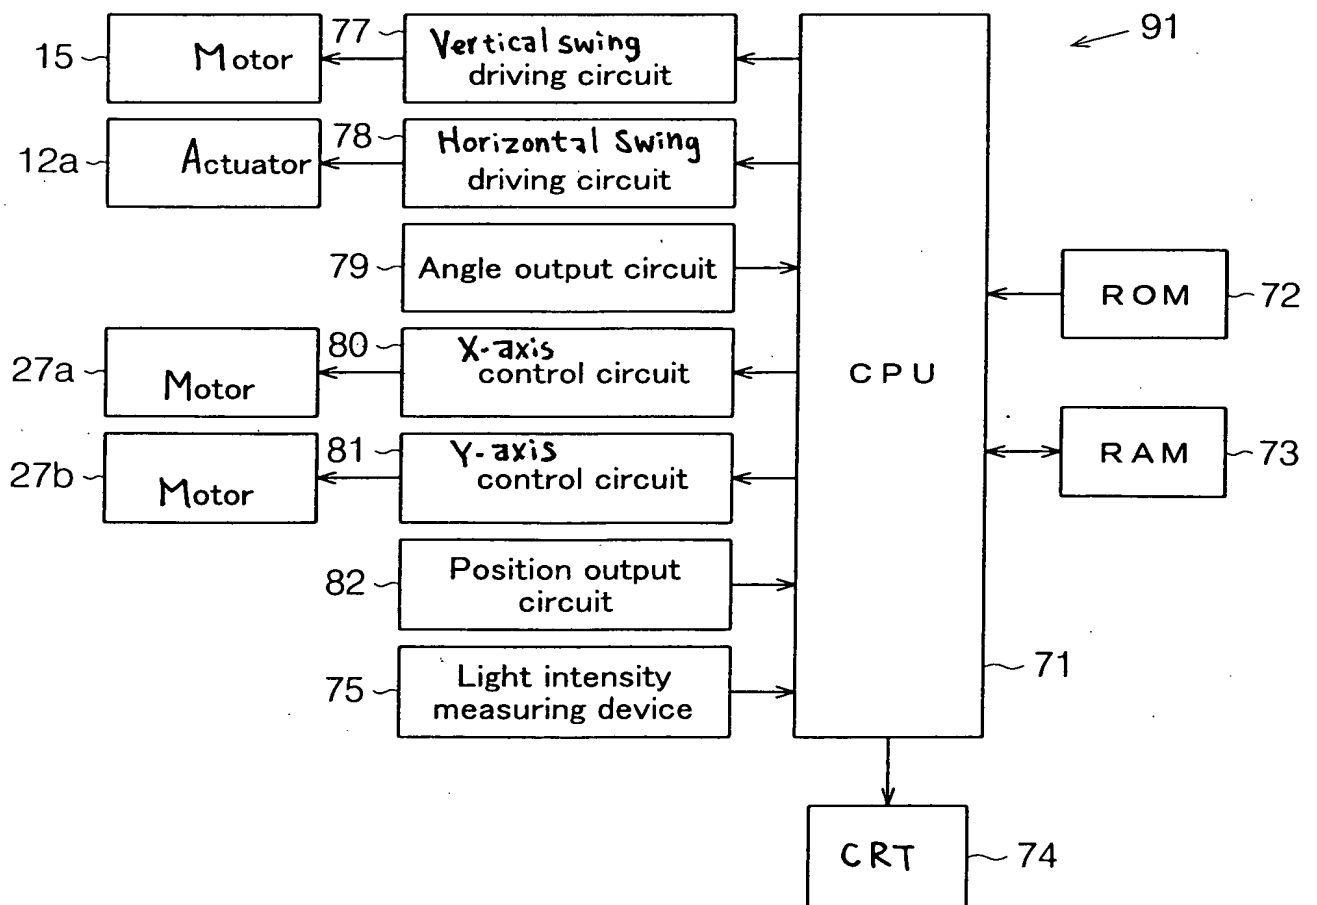 91
15
Motor
77
Vertical swing
driving circuit
12a
Actuator
78
Horizontal Swing
driving circuit
79
Angle output circuit
27a
Motor
80
X-axis
control circuit
27b
Motor
81
Y-axis
control circuit
82
Position output
circuit
75
Light intensity
measuring device
CPU
71
ROM
72
RAM
73
CRT
74